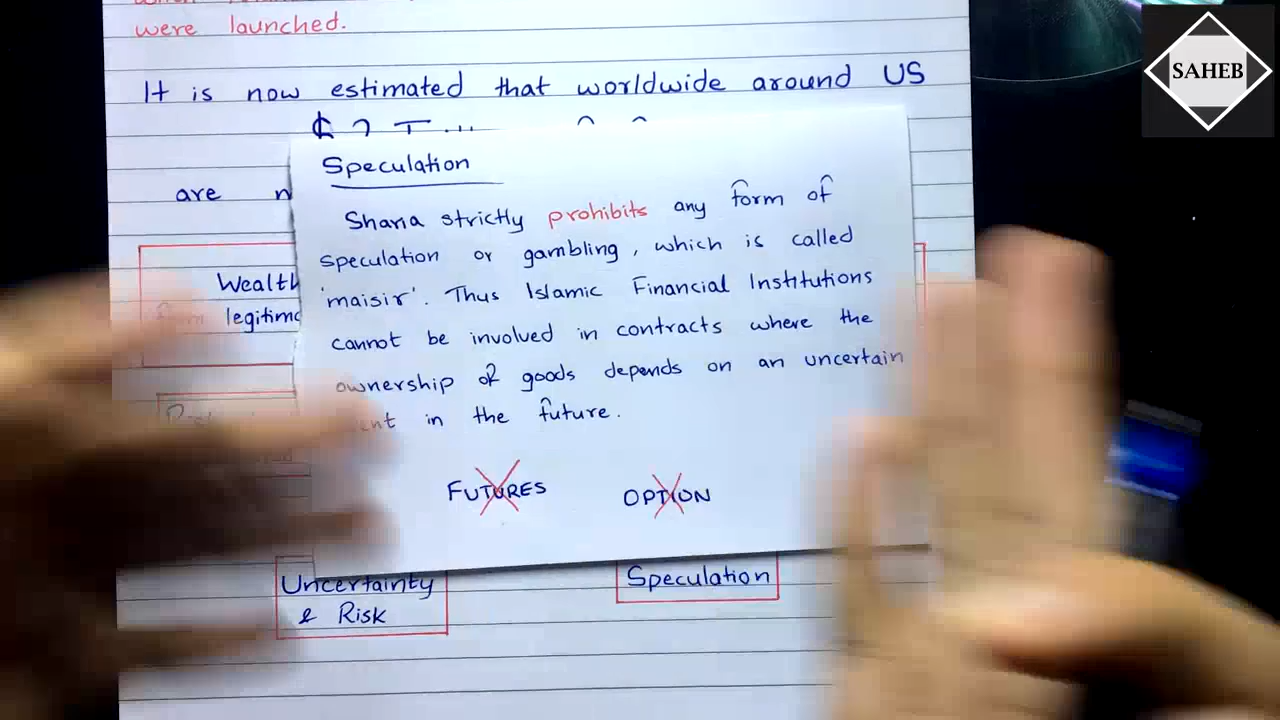 were launched.
SAHEB
It is now estimated that worldwide around US
Speculation
are
Sharia strictly prohibits any form of
speculation or gambling, which is called
'maisir'. Thus Islamic Financial Institutions
Wealth
legitimc
cannot be involved in contracts where the
ownership of goods depends on an uncertain
in the future.
FUTURES OPTION
Uncertainty
& Risk
Speculation